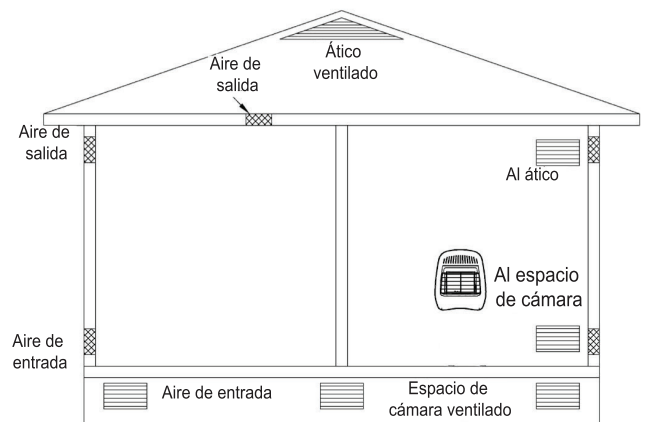 Ático
ventilado
Aire de
salida
Aire de
salida
Al ático
Al espacio
de cámara
Aire de
entrada
Aire de entrada
Espacio de
cámara ventilado